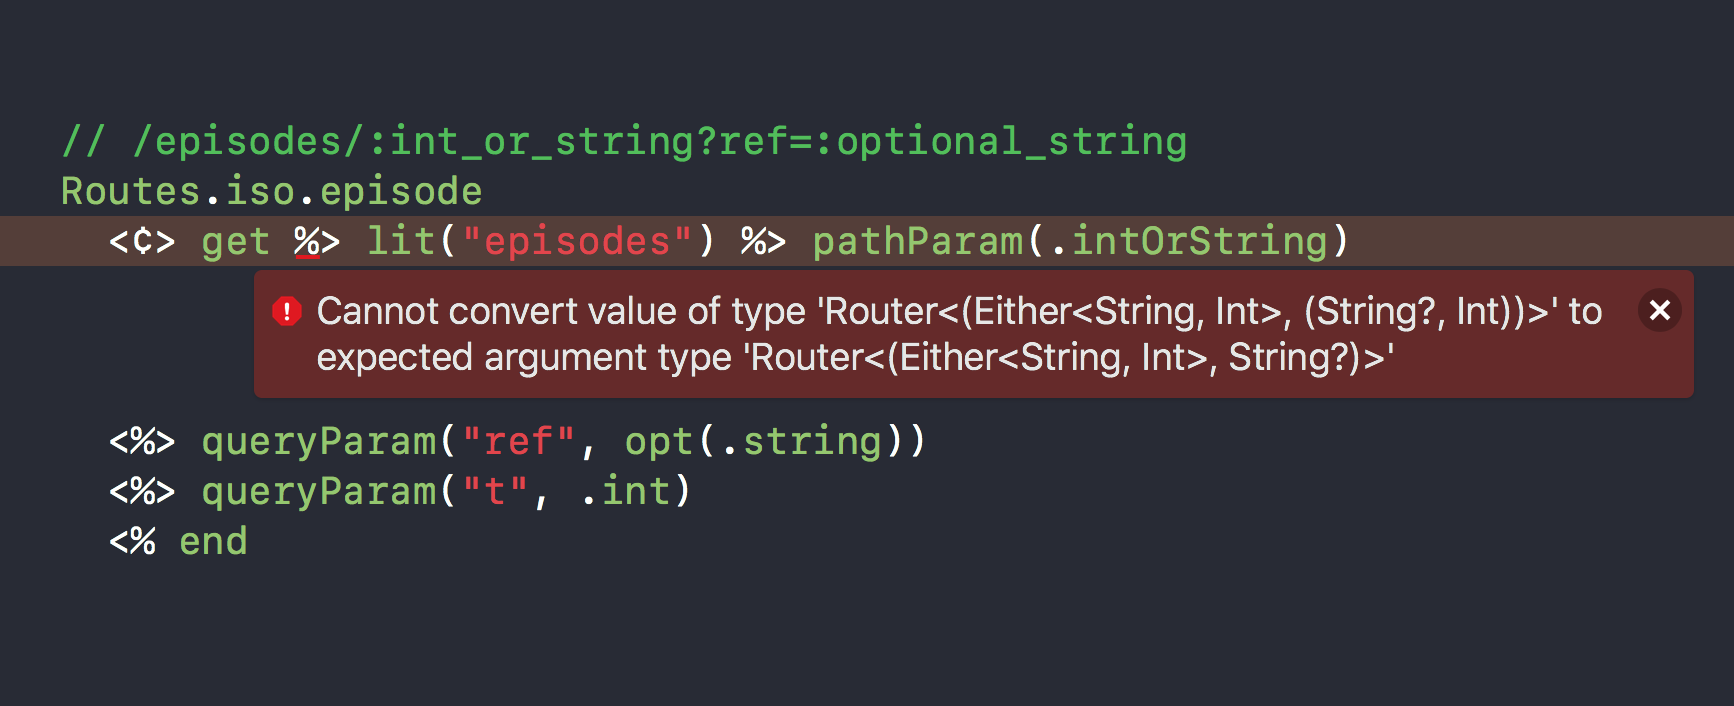 // /episodes/:int_or_string?ref=:optional_string
Routes.iso.episode
<¢> get %> lit("episodes") %> pathParam(.intOrString)
Cannot convert value of type 'Router<(Either<String, Int>, (String?, Int))>' to
expected argument type 'Router<(Either<String, Int>, String?)>'
<%> queryParam("ref", opt(.string))
<%> queryParam("t", .int)
<% end